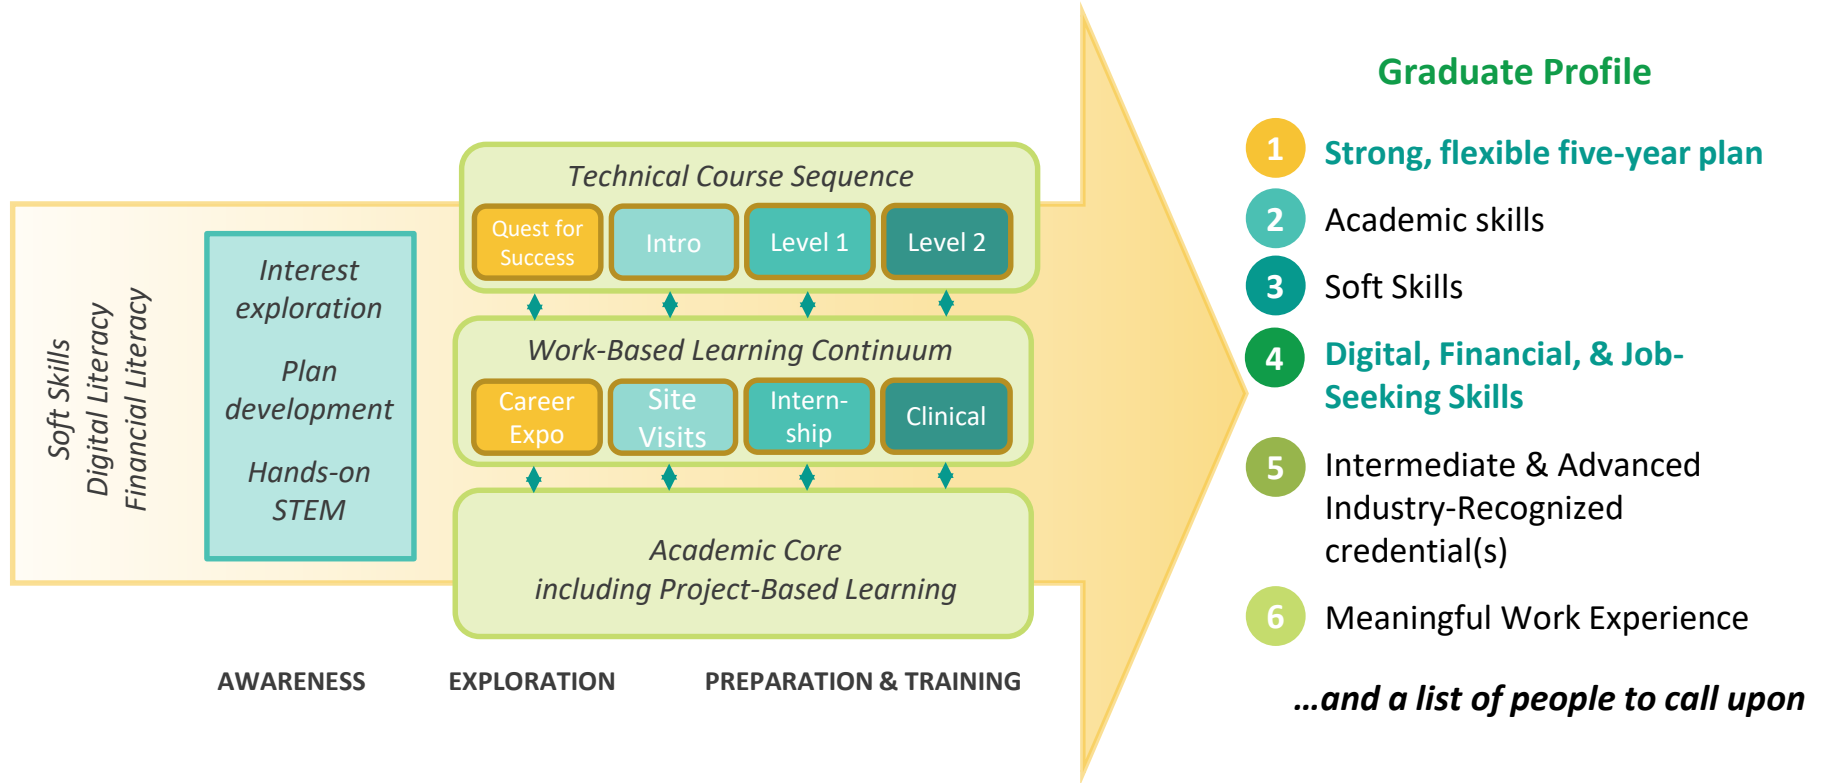 Soft Skills
Digital Literacy
Financial Literacy
Interest
exploration
Plan
development
Hands-on
STEM
Technical Course Sequence
Quest for
Success
Intro
Level 1
Level 2
Work-Based Learning Continuum
Career
Expo
Site
Visits
Intern-
ship
Clinical
Academic Core
including Project-Based Learning
AWARENESS
EXPLORATION
PREPARATION & TRAINING
Graduate Profile
1 Strong, flexible five-year plan
2 Academic skills
3 Soft Skills
4 Digital, Financial, & Job-
Seeking Skills
5 Intermediate & Advanced
Industry-Recognized
credential(s)
6 Meaningful Work Experience
…and a list of people to call upon